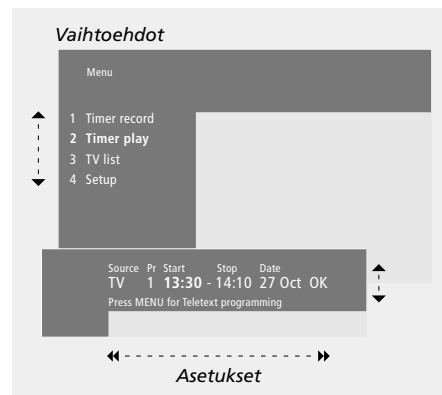 Vaihtoehdot
Menu
1 Timer record
2 Timer play
3 TV list
4 Setup
Source Pr Start Stop Date
TV 1 13:30 - 14:10 27 Oct OK
Press MENU for Teletext programming
Asetukset